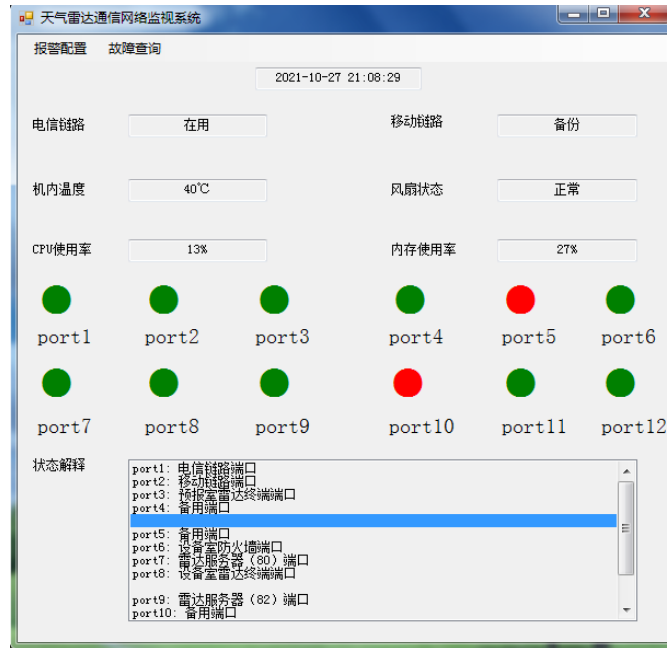 天气雷达通信网络监视系统
报警配置 故障查询
2021-10-27 21:08:29
电信链路 在用 移动链路 备份
机内温度 40℃ 风扇状态 正常
CPU使用率 13% 内存使用率 27%
port1 port2 port3 port4 port5 port6
port7 port8 port9 port10 port11 port12
状态解释
port1: 电信链路端口
port2: 移动链路端口
port3: 预报室雷达终端端口
port4: 备用端口
port5: 备用端口
port6: 设备室防火墙端口
port7: 雷达服务器（80）端口
port8: 设备室雷达终端端口
port9: 雷达服务器（82）端口
port10: 备用端口